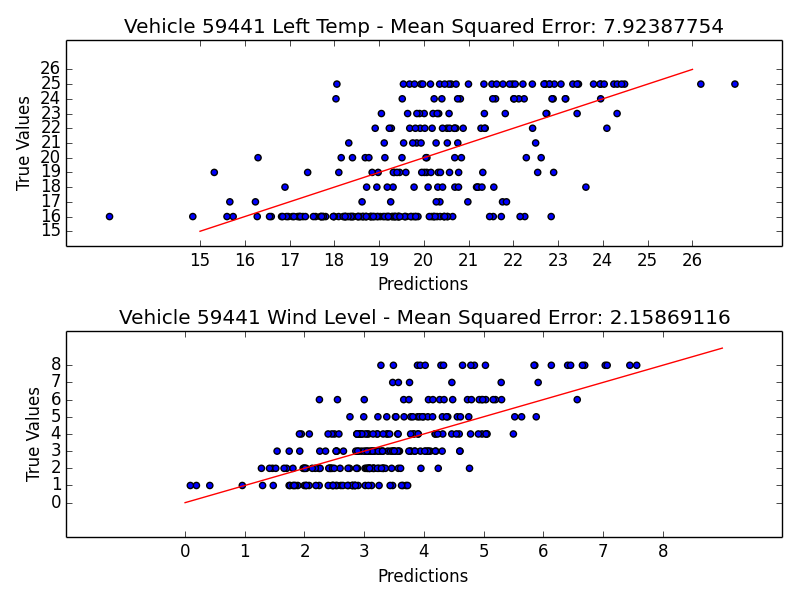 Vehicle 59441 Left Temp - Mean Squared Error: 7.92387754
True Values
26
25
24
23
22
21
20
19
18
17
16
15
15 16 17 18 19 20 21 22 23 24 25 26
Predictions
Vehicle 59441 Wind Level - Mean Squared Error: 2.15869116
True Values
8
7
6
5
4
3
2
1
0
0 1 2 3 4 5 6 7 8
Predictions